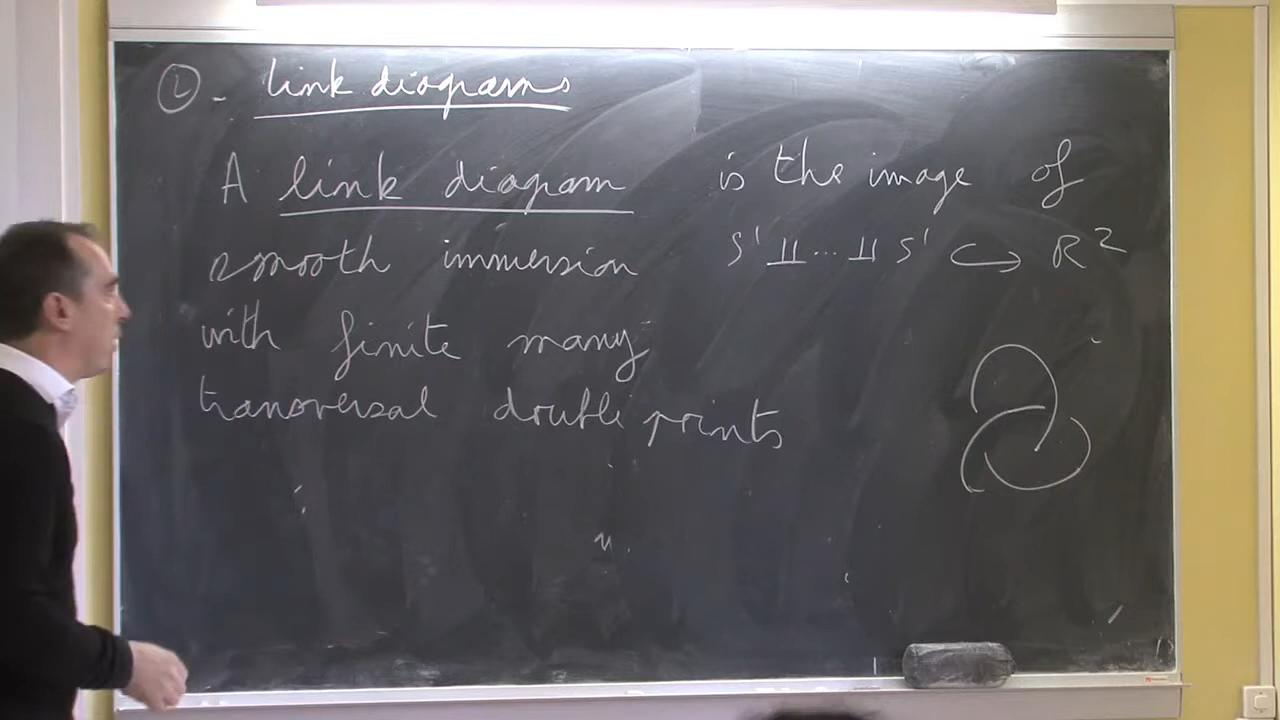 ② - link diagrams
A link diagram is the image of
smooth immersion S¹ ⨿ ... ⨿ S¹ ↪ R²
with finite many
transversal double points